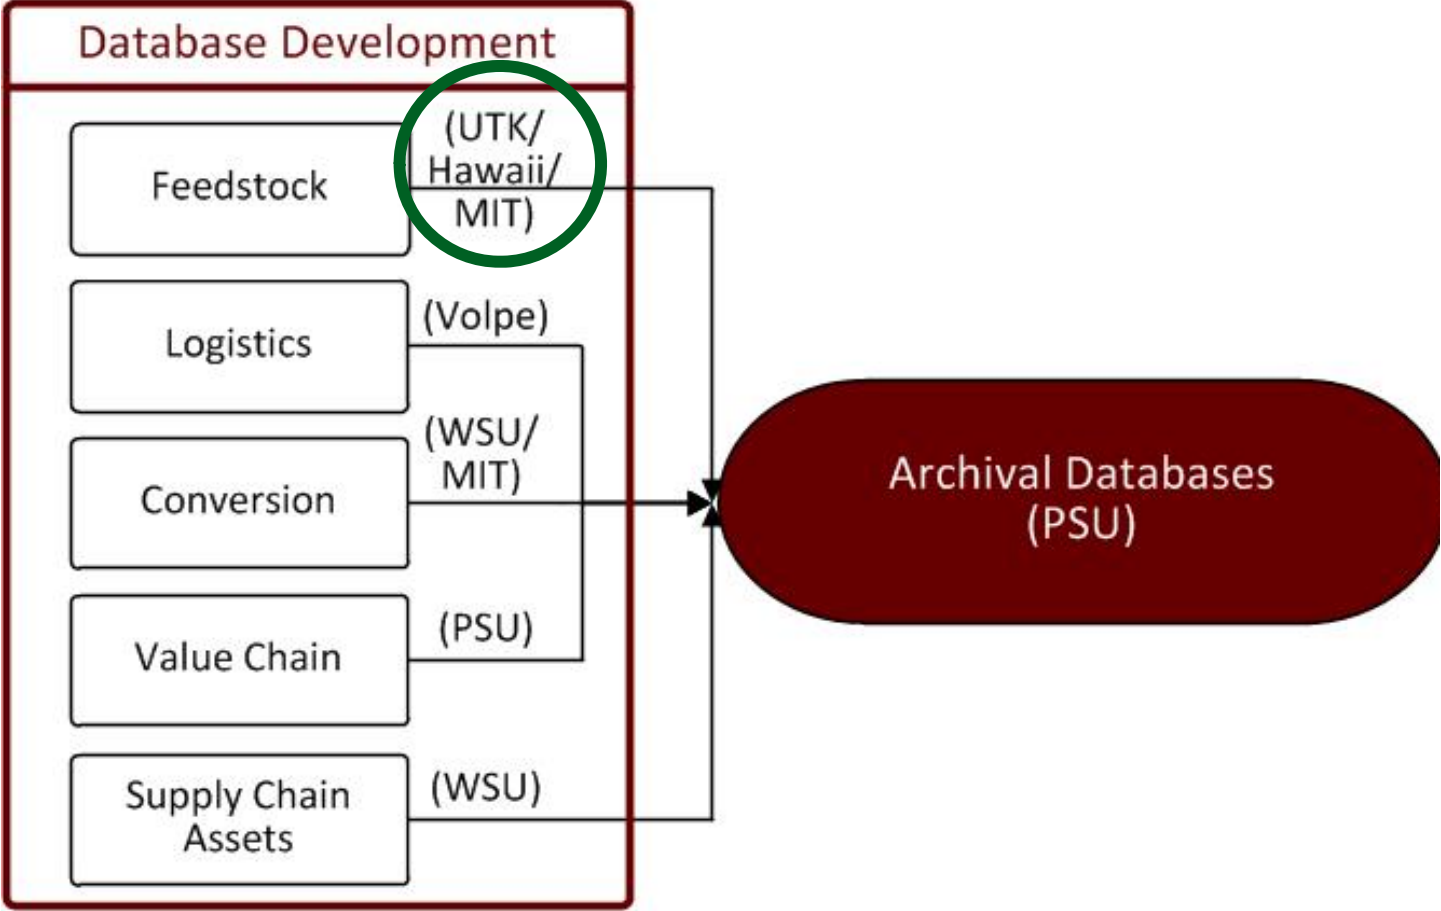 Database Development
Feedstock
(UTK/
Hawaii/
MIT)
Logistics
(Volpe)
Conversion
(WSU/
MIT)
Value Chain
(PSU)
Supply Chain
Assets
(WSU)
Archival Databases
(PSU)